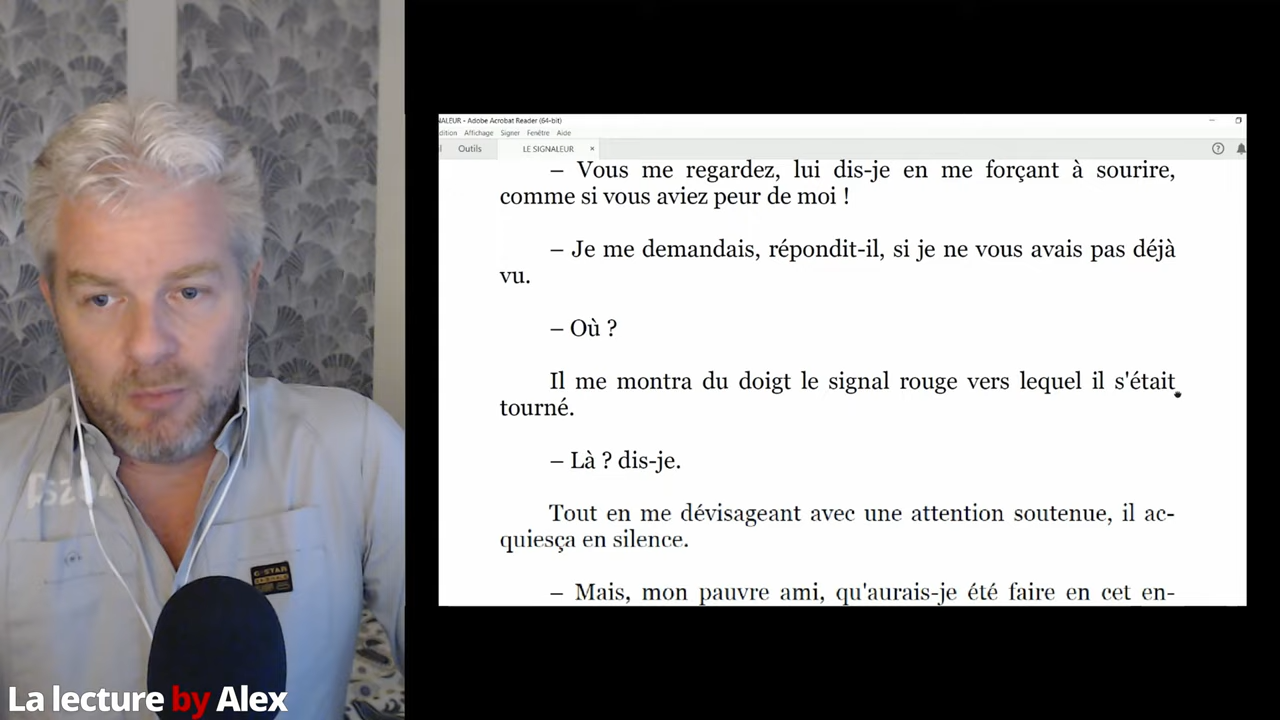 NALEUR - Adobe Acrobat Reader (64-bit)
dition Affichage Signer Fenêtre Aide
Outils LE SIGNALEUR ×
– Vous me regardez, lui dis-je en me forçant à sourire,
comme si vous aviez peur de moi !
– Je me demandais, répondit-il, si je ne vous avais pas déjà
vu.
– Où ?
Il me montra du doigt le signal rouge vers lequel il s'était
tourné.
– Là ? dis-je.
Tout en me dévisageant avec une attention soutenue, il ac-
quiesça en silence.
– Mais, mon pauvre ami, qu'aurais-je été faire en cet en-
G-STAR
La lecture by Alex